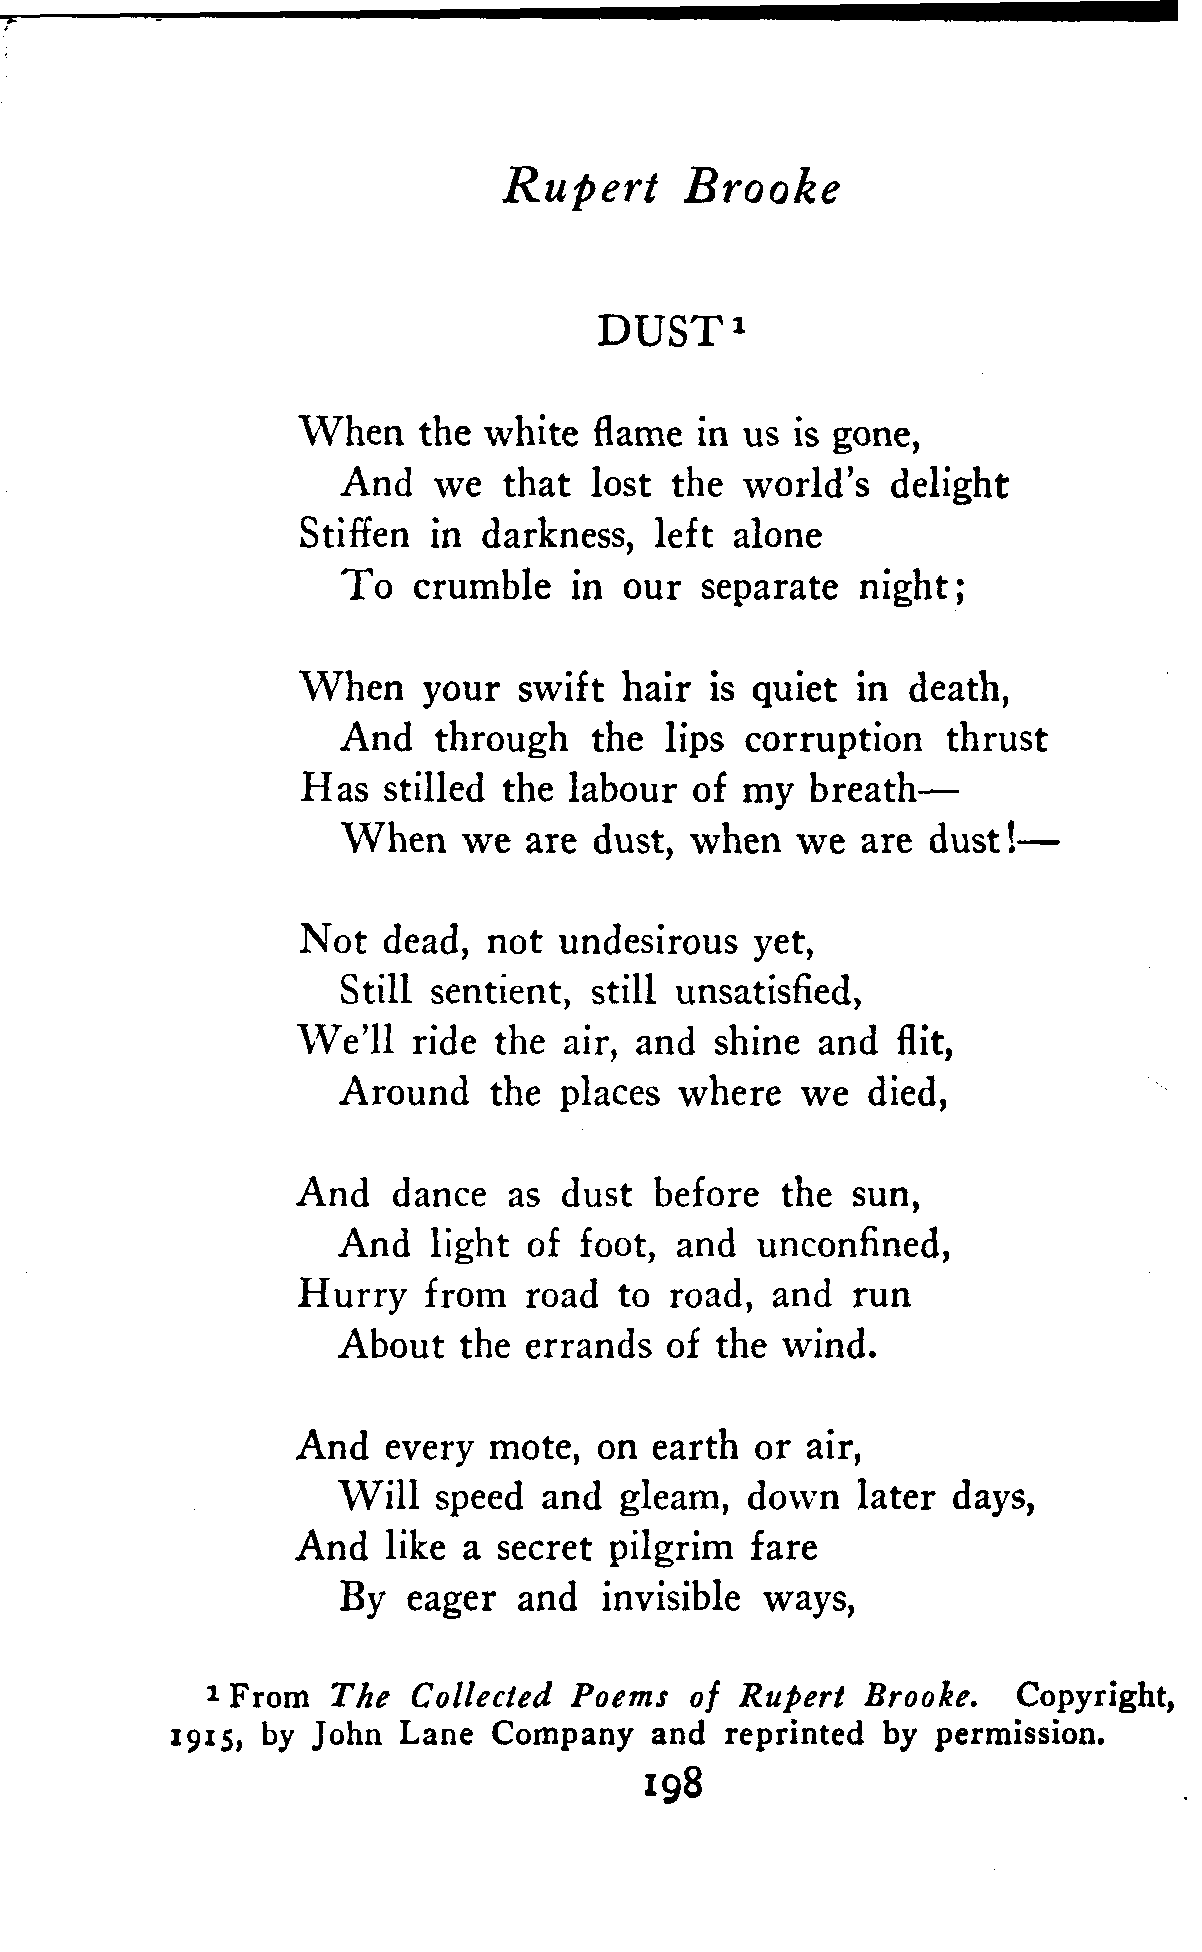 Rupert Brooke
DUST¹
When the white flame in us is gone,
And we that lost the world's delight
Stiffen in darkness, left alone
To crumble in our separate night;
When your swift hair is quiet in death,
And through the lips corruption thrust
Has stilled the labour of my breath—
When we are dust, when we are dust!—
Not dead, not undesirous yet,
Still sentient, still unsatisfied,
We'll ride the air, and shine and flit,
Around the places where we died,
And dance as dust before the sun,
And light of foot, and unconfined,
Hurry from road to road, and run
About the errands of the wind.
And every mote, on earth or air,
Will speed and gleam, down later days,
And like a secret pilgrim fare
By eager and invisible ways,
¹ From The Collected Poems of Rupert Brooke. Copyright,
1915, by John Lane Company and reprinted by permission.
198